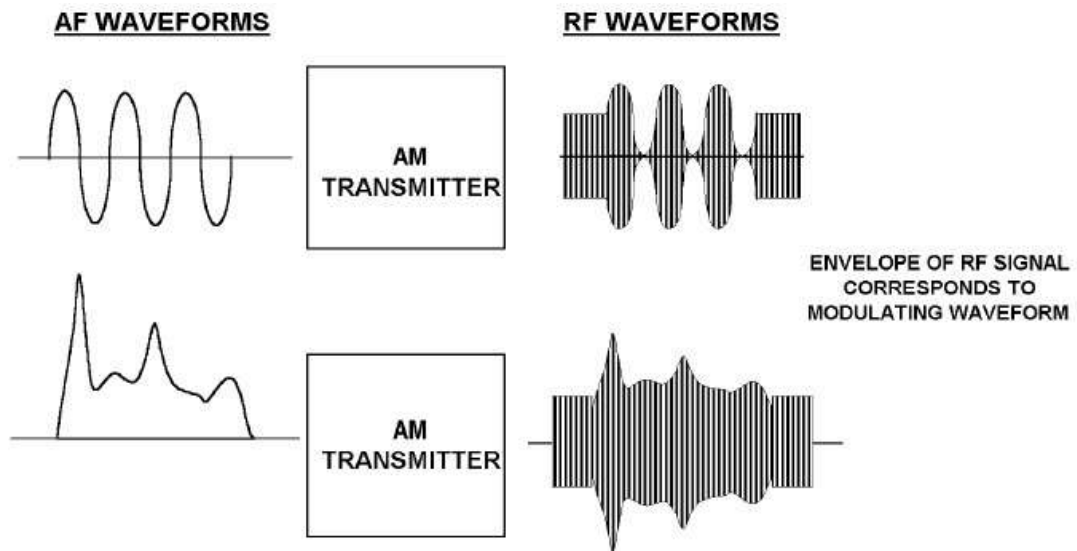 AF WAVEFORMS
RF WAVEFORMS
AM
TRANSMITTER
ENVELOPE OF RF SIGNAL
CORRESPONDS TO
MODULATING WAVEFORM
AM
TRANSMITTER